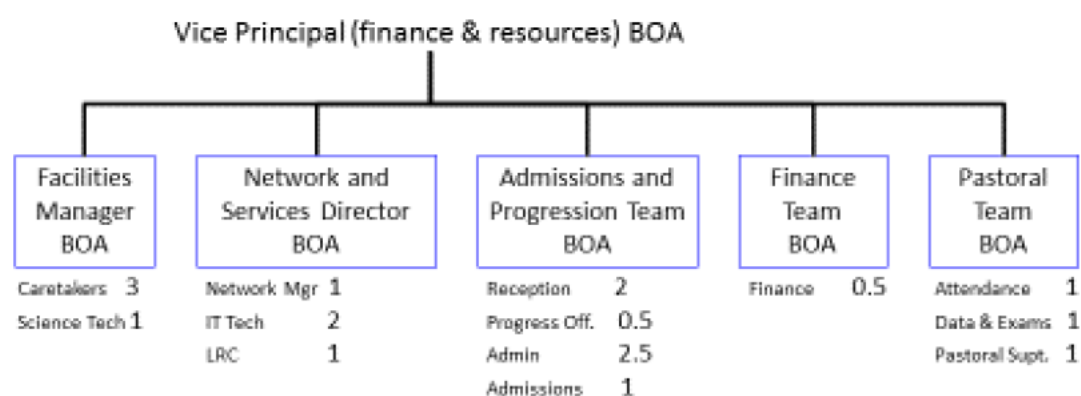 Vice Principal (finance & resources) BOA
Facilities
Manager
BOA
Caretakers 3
Science Tech 1
Network and
Services Director
BOA
Network Mgr 1
IT Tech 2
LRC 1
Admissions and
Progression Team
BOA
Reception 2
Progress Off. 0.5
Admin 2.5
Admissions 1
Finance
Team
BOA
Finance 0.5
Pastoral
Team
BOA
Attendance 1
Data & Exams 1
Pastoral Supt. 1